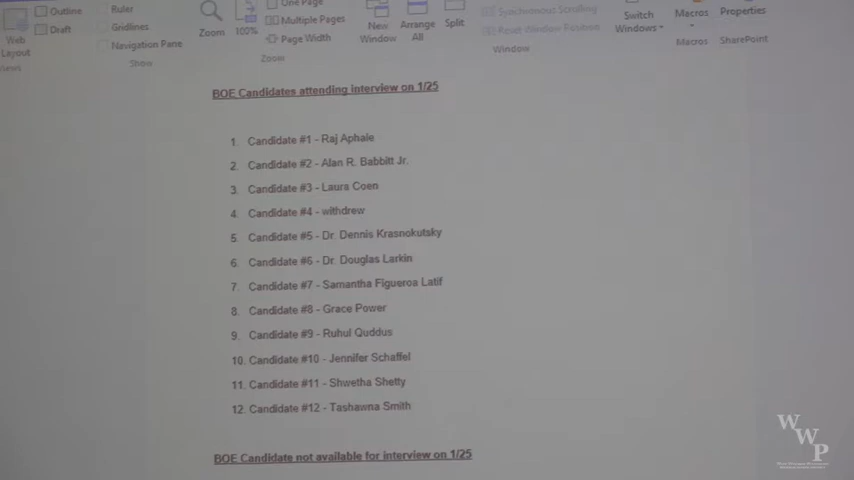 Outline
Draft
Web
Layout
Views
Ruler
Gridlines
Navigation Pane
Show
Zoom
100%
One Page
Multiple Pages
Page Width
Zoom
New
Window
Arrange
All
Split
Synchronous Scrolling
Reset Window Position
Window
Switch
Windows
Macros
Macros
Properties
SharePoint
BOE Candidates attending interview on 1/25
1. Candidate #1 - Raj Aphale
2. Candidate #2 - Alan R. Babbitt Jr.
3. Candidate #3 - Laura Coen
4. Candidate #4 - withdrew
5. Candidate #5 - Dr. Dennis Krasnokutsky
6. Candidate #6 - Dr. Douglas Larkin
7. Candidate #7 - Samantha Figueroa Latif
8. Candidate #8 - Grace Power
9. Candidate #9 - Ruhul Quddus
10. Candidate #10 - Jennifer Schaffel
11. Candidate #11 - Shwetha Shetty
12. Candidate #12 - Tashawna Smith
BOE Candidate not available for interview on 1/25
WWP